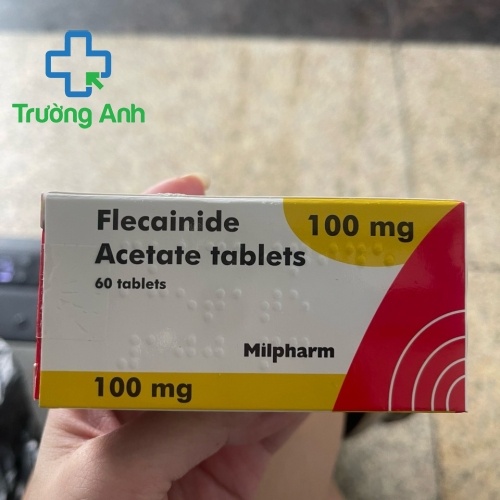 Trường Anh
Flecainide
Acetate tablets
60 tablets
100 mg
Milpharm
100 mg